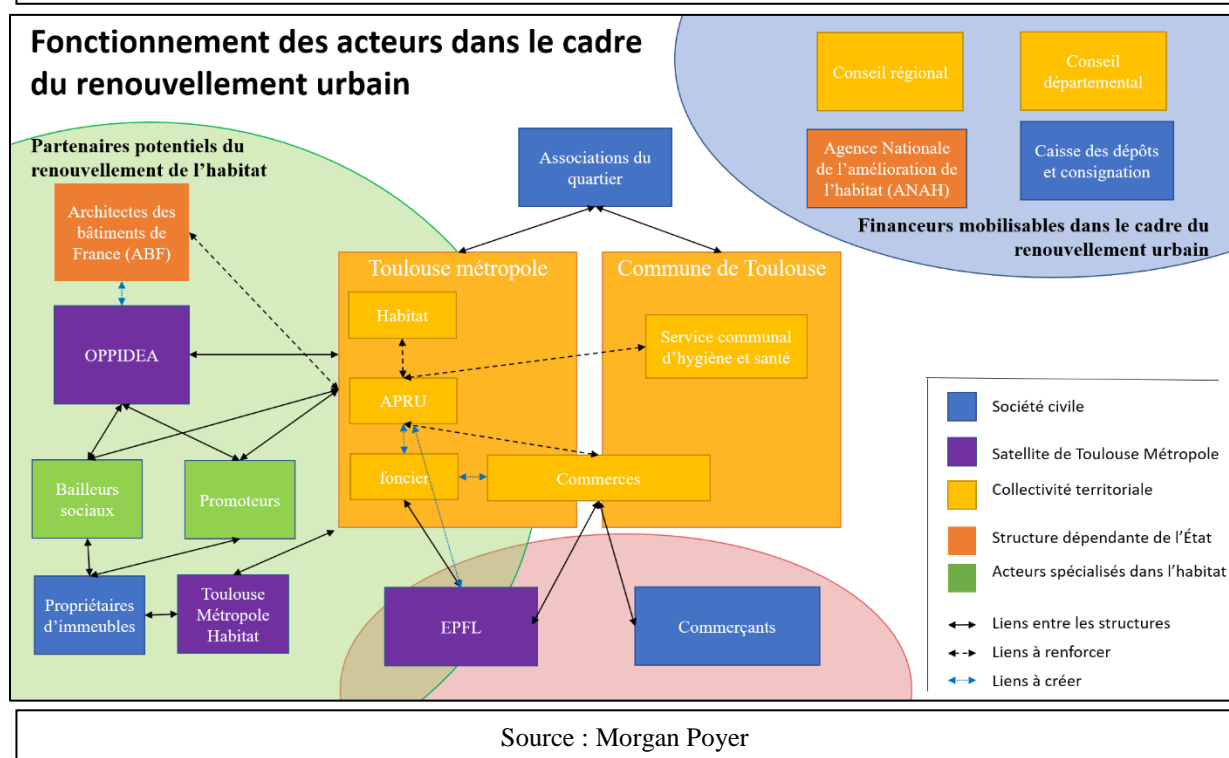 Fonctionnement des acteurs dans le cadre
du renouvellement urbain
Conseil régional
Conseil
départemental
Agence Nationale
de l'amélioration de
l'habitat (ANAH)
Caisse des dépôts
et consignation
Financeurs mobilisables dans le cadre du
renouvellement urbain
Partenaires potentiels du
renouvellement de l'habitat
Associations du
quartier
Architectes des
bâtiments de
France (ABF)
Toulouse métropole
Commune de Toulouse
Habitat
Service communal
d'hygiène et santé
OPPIDEA
APRU
foncier
Commerces
Bailleurs
sociaux
Promoteurs
Propriétaires
d'immeubles
Toulouse
Métropole
Habitat
EPFL
Commerçants
Société civile
Satellite de Toulouse Métropole
Collectivité territoriale
Structure dépendante de l'État
Acteurs spécialisés dans l'habitat
Liens entre les structures
Liens à renforcer
Liens à créer
Source : Morgan Poyer